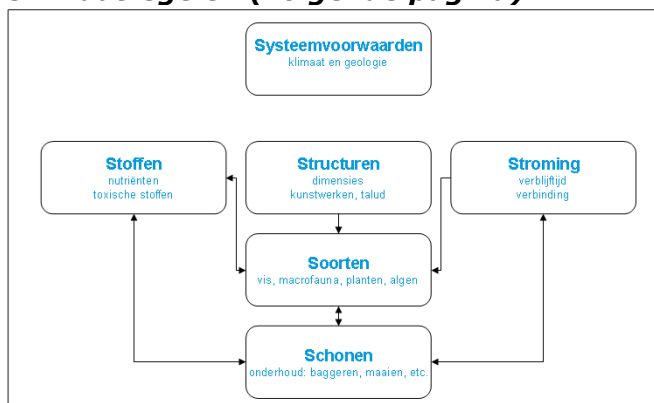 Systeemvoorwaarden
klimaat en geologie
Stoffen
nutriënten
toxische stoffen
Structuren
dimensies
kunstwerken, talud
Stroming
verblijftijd
verbinding
Soorten
vis, macrofauna, planten, algen
Schonen
onderhoud: baggeren, maaien, etc.